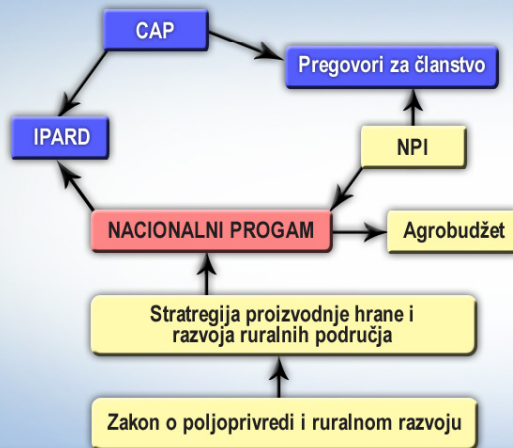 CAP
Pregovori za članstvo
IPARD
NPI
NACIONALNI PROGAM
Agrobudžet
Stratregija proizvodnje hrane i
razvoja ruralnih područja
Zakon o poljoprivredi i ruralnom razvoju